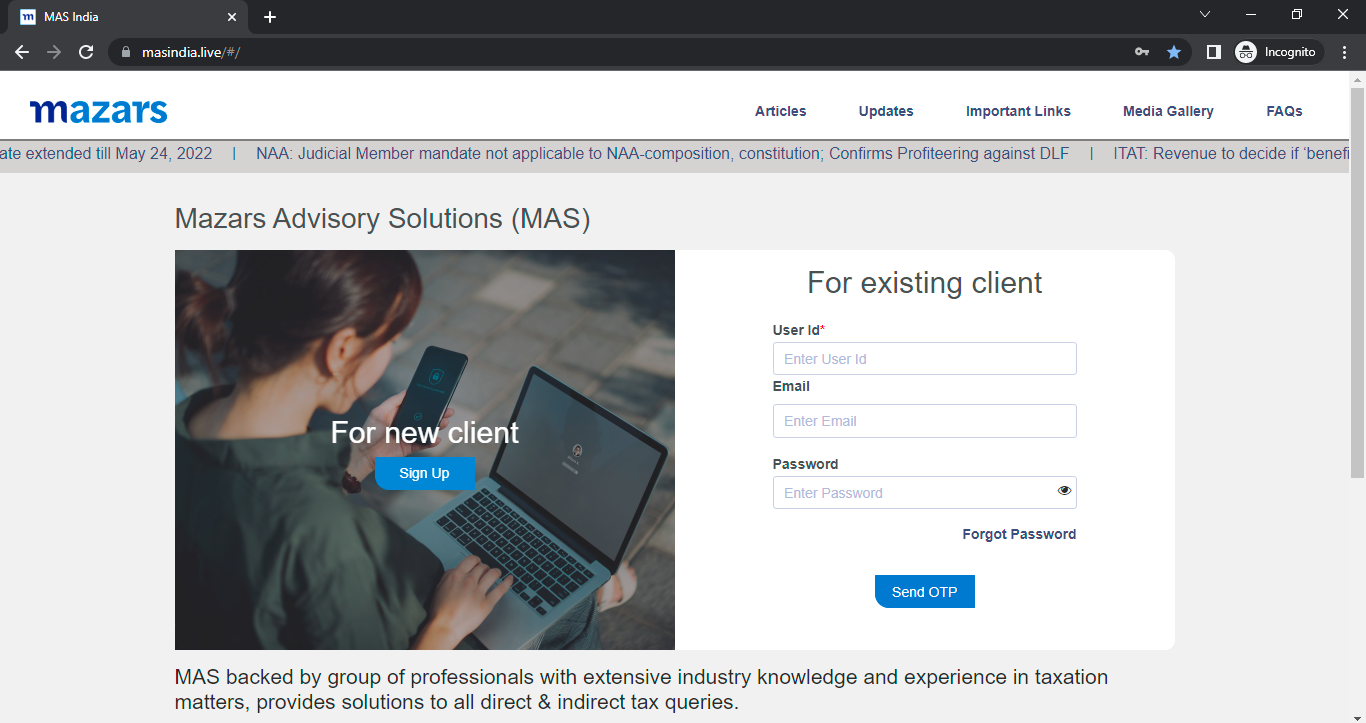 MAS India
masindia.live/#/
Incognito
mazars
Articles Updates Important Links Media Gallery FAQs
ate extended till May 24, 2022 | NAA: Judicial Member mandate not applicable to NAA-composition, constitution; Confirms Profiteering against DLF | ITAT: Revenue to decide if ‘benefi
Mazars Advisory Solutions (MAS)
For new client
Sign Up
For existing client
User Id*
Enter User Id
Email
Enter Email
Password
Enter Password
Forgot Password
Send OTP
MAS backed by group of professionals with extensive industry knowledge and experience in taxation
matters, provides solutions to all direct & indirect tax queries.